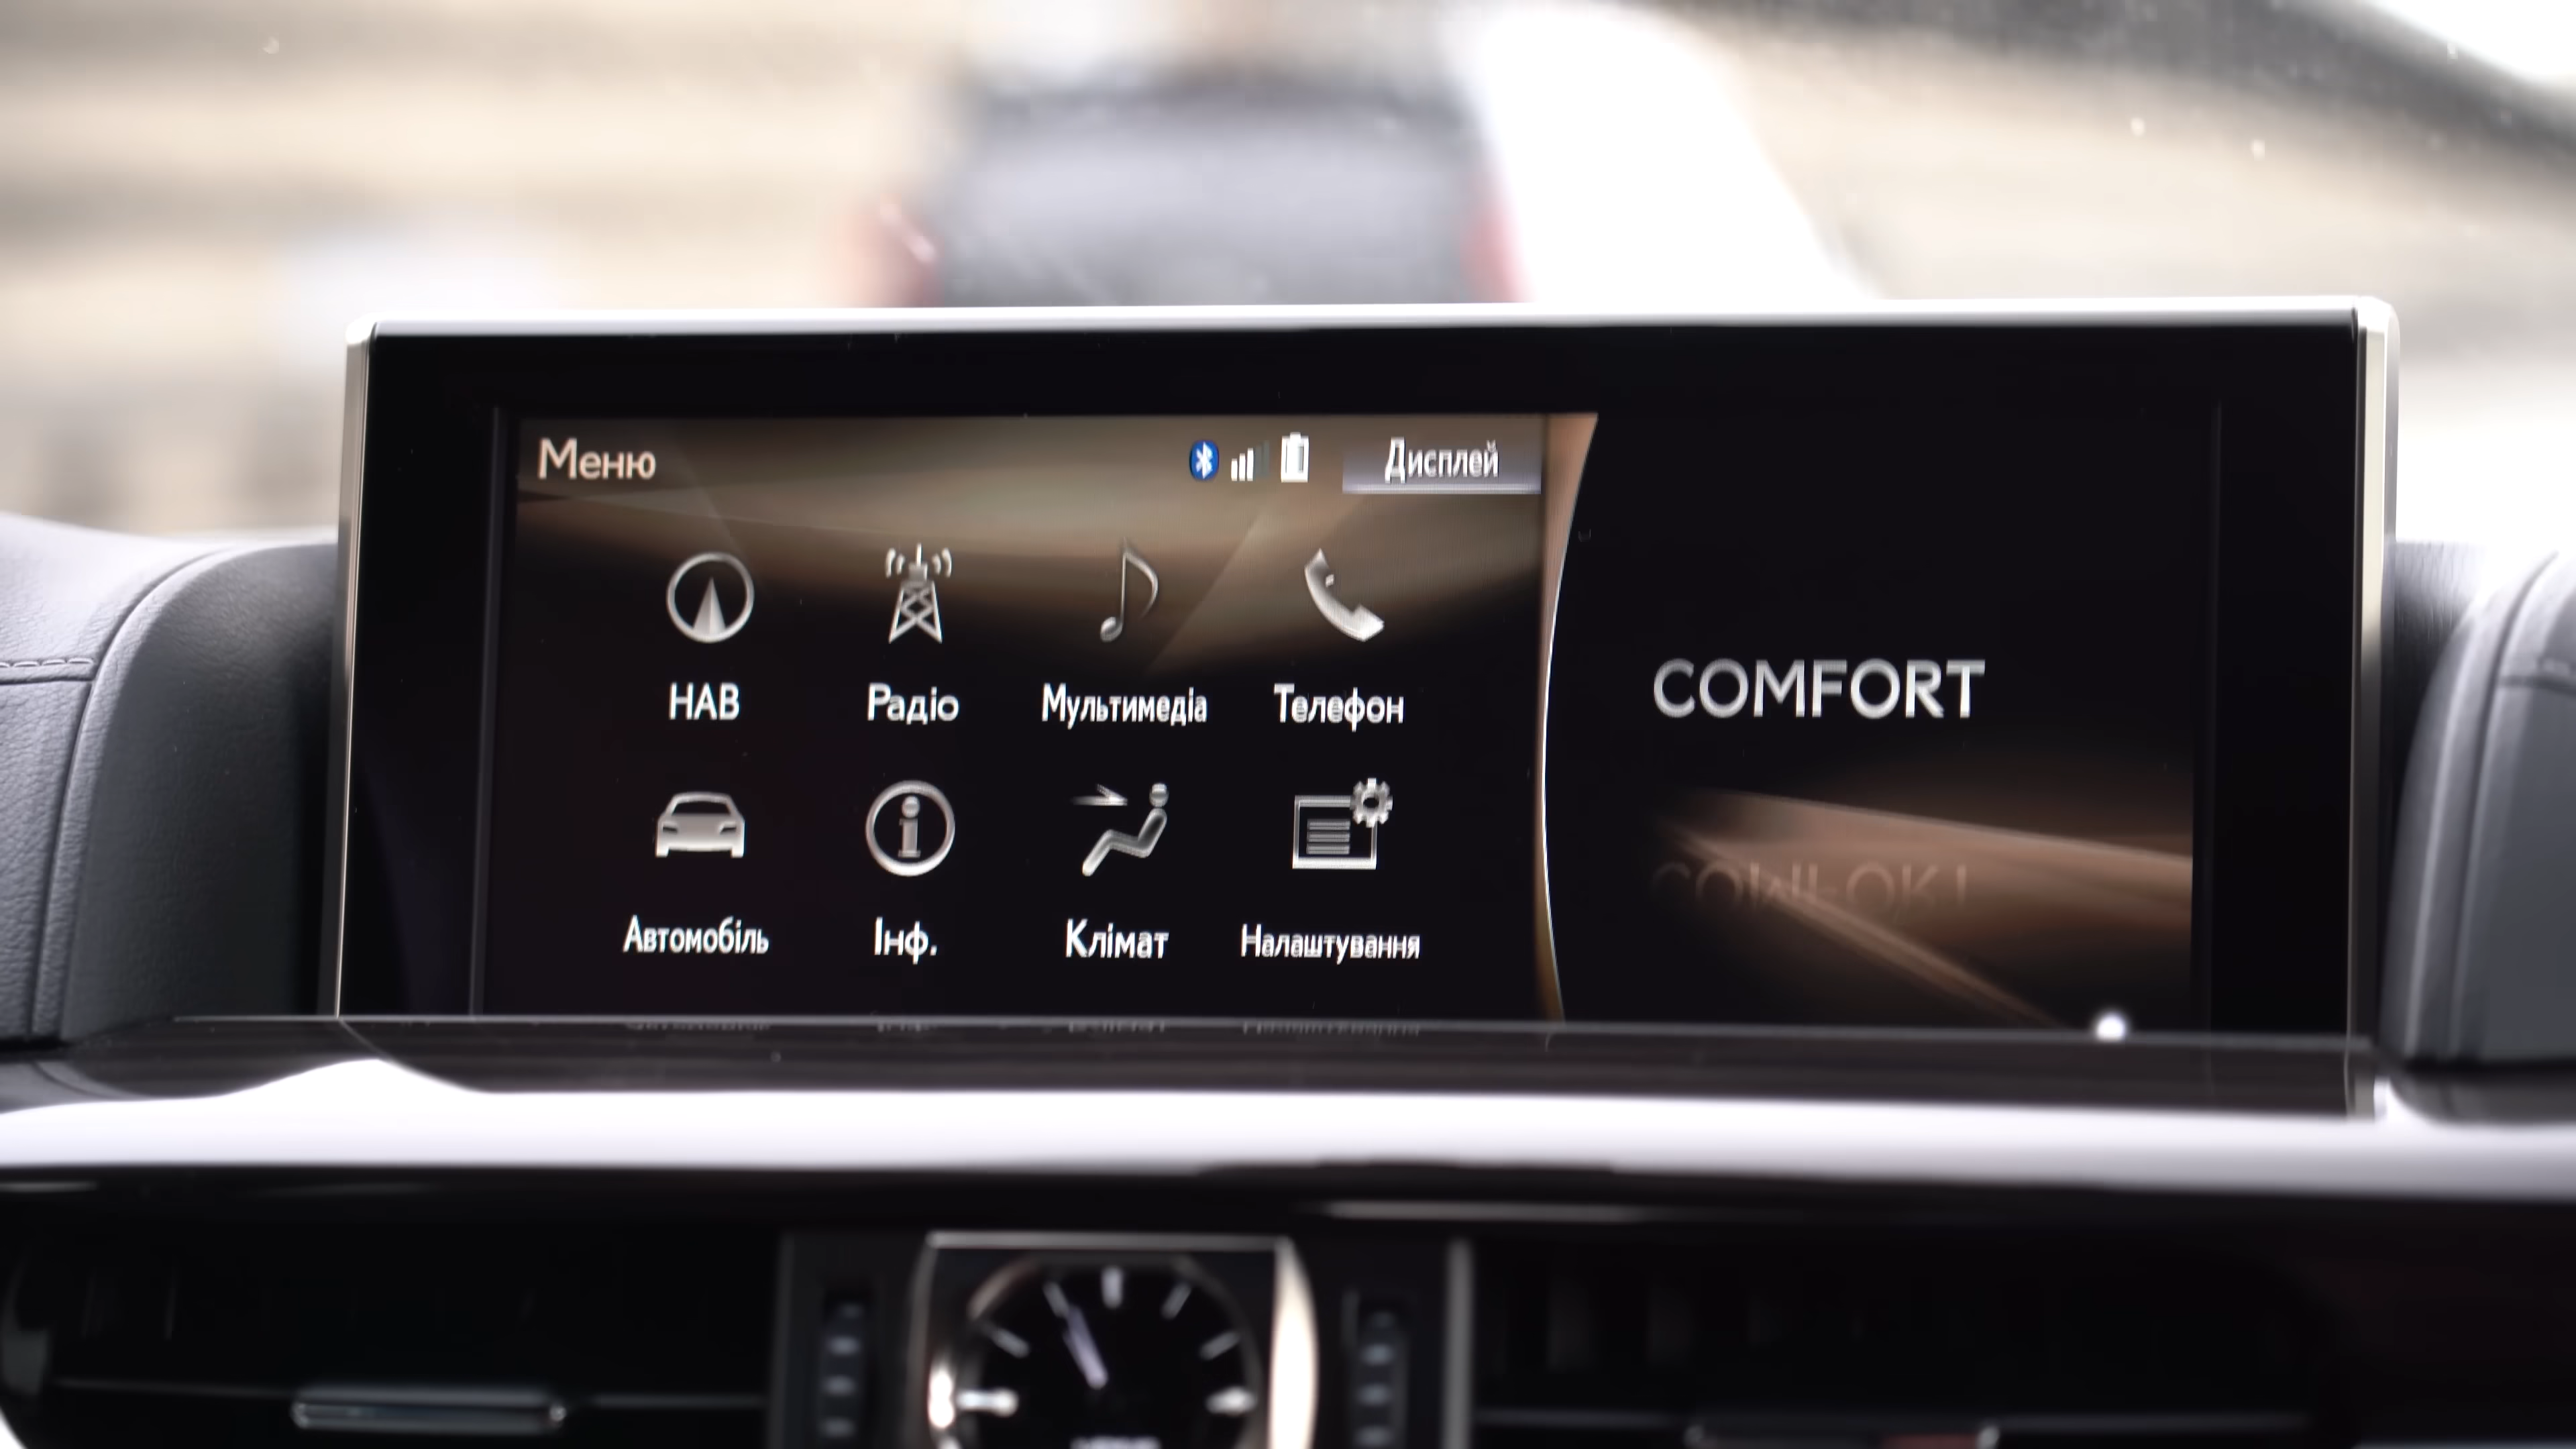 Меню
Дисплей
НАВ
Радіо
Мультимедіа
Телефон
COMFORT
Автомобіль
Інф.
Клімат
Налаштування